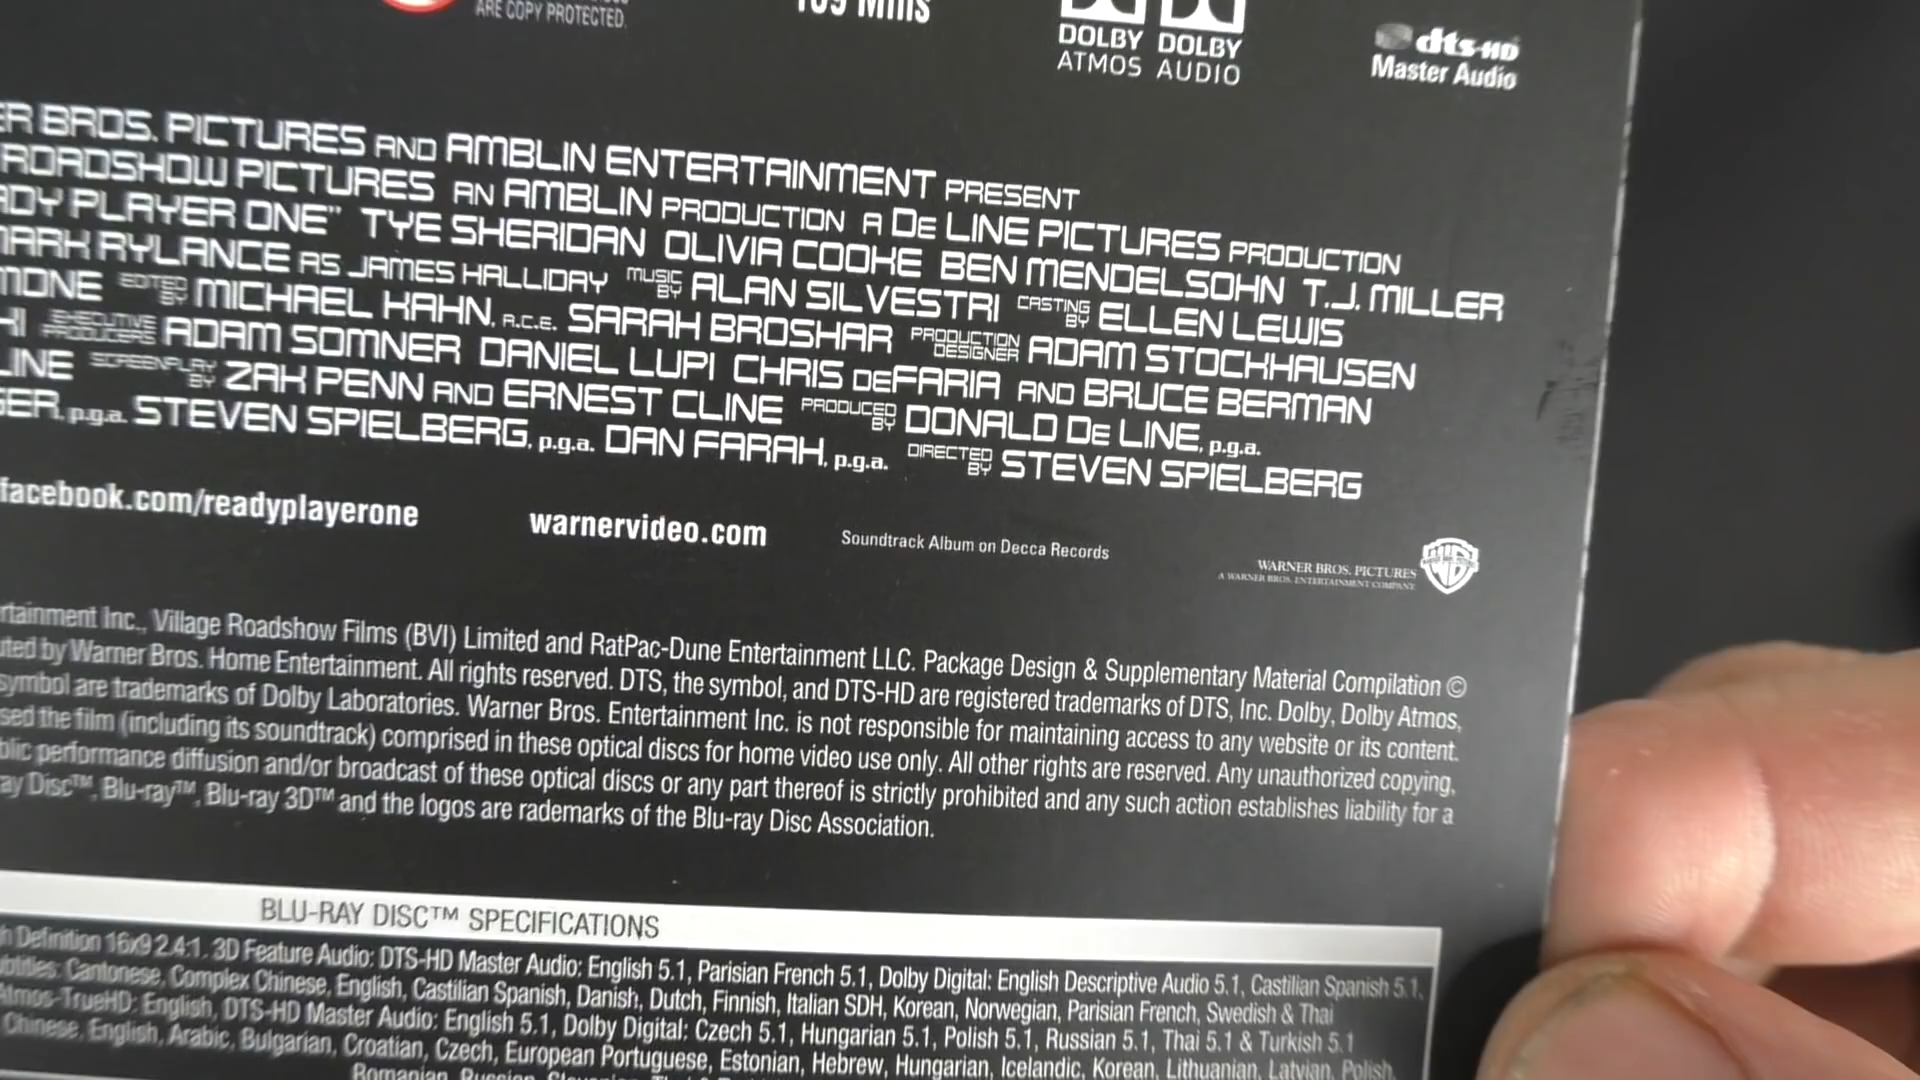 ARE COPY PROTECTED.
DOLBY ATMOS
DOLBY AUDIO
dts-HD
Master Audio
BROS. PICTURES AND AMBLIN ENTERTAINMENT PRESENT
ROADSHOW PICTURES AN AMBLIN PRODUCTION A De LINE PICTURES PRODUCTION
PLAYER ONE" TYE SHERIDAN OLIVIA COOKE BEN MENDELSOHN T.J. MILLER
MARK RYLANCE AS JAMES HALLIDAY MUSIC BY ALAN SILVESTRI CASTING BY ELLEN LEWIS
EDITED BY MICHAEL KAHN, A.C.E. SARAH BROSHAR PRODUCTION DESIGNER ADAM STOCKHAUSEN
EXECUTIVE PRODUCERS ADAM SOMNER DANIEL LUPI CHRIS DEFARIA AND BRUCE BERMAN
LINE SCREENPLAY BY ZAK PENN AND ERNEST CLINE PRODUCED BY DONALD De LINE, p.g.a.
p.g.a. STEVEN SPIELBERG, p.g.a. DAN FARAH, p.g.a. DIRECTED BY STEVEN SPIELBERG
facebook.com/readyplayerone warnervideo.com Soundtrack Album on Decca Records
WARNER BROS. PICTURES
A WARNER BROS. ENTERTAINMENT COMPANY
Inc., Village Roadshow Films (BVI) Limited and RatPac-Dune Entertainment LLC. Package Design & Supplementary Material Compilation ©
by Warner Bros. Home Entertainment. All rights reserved. DTS, the symbol, and DTS-HD are registered trademarks of DTS, Inc. Dolby, Dolby Atmos,
symbol are trademarks of Dolby Laboratories. Warner Bros. Entertainment Inc. is not responsible for maintaining access to any website or its content.
the film (including its soundtrack) comprised in these optical discs for home video use only. All other rights are reserved. Any unauthorized copying,
performance diffusion and/or broadcast of these optical discs or any part thereof is strictly prohibited and any such action establishes liability for a
Disc™, Blu-ray™, Blu-ray 3D™ and the logos are rademarks of the Blu-ray Disc Association.
BLU-RAY DISC™ SPECIFICATIONS
Definition 16x9 2.4:1. 3D Feature Audio: DTS-HD Master Audio: English 5.1, Parisian French 5.1, Dolby Digital: English Descriptive Audio 5.1, Castilian Spanish 5.1,
Cantonese, Complex Chinese, English, Castilian Spanish, Danish, Dutch, Finnish, Italian SDH, Korean, Norwegian, Parisian French, Swedish & Thai
Atmos-TrueHD: English, DTS-HD Master Audio: English 5.1, Dolby Digital: Czech 5.1, Hungarian 5.1, Polish 5.1, Russian 5.1, Thai 5.1 & Turkish 5.1
Chinese, English, Arabic, Bulgarian, Croatian, Czech, European Portuguese, Estonian, Hebrew, Hungarian, Icelandic, Korean, Lithuanian, Latvian, Polish,
Romanian, Russian,